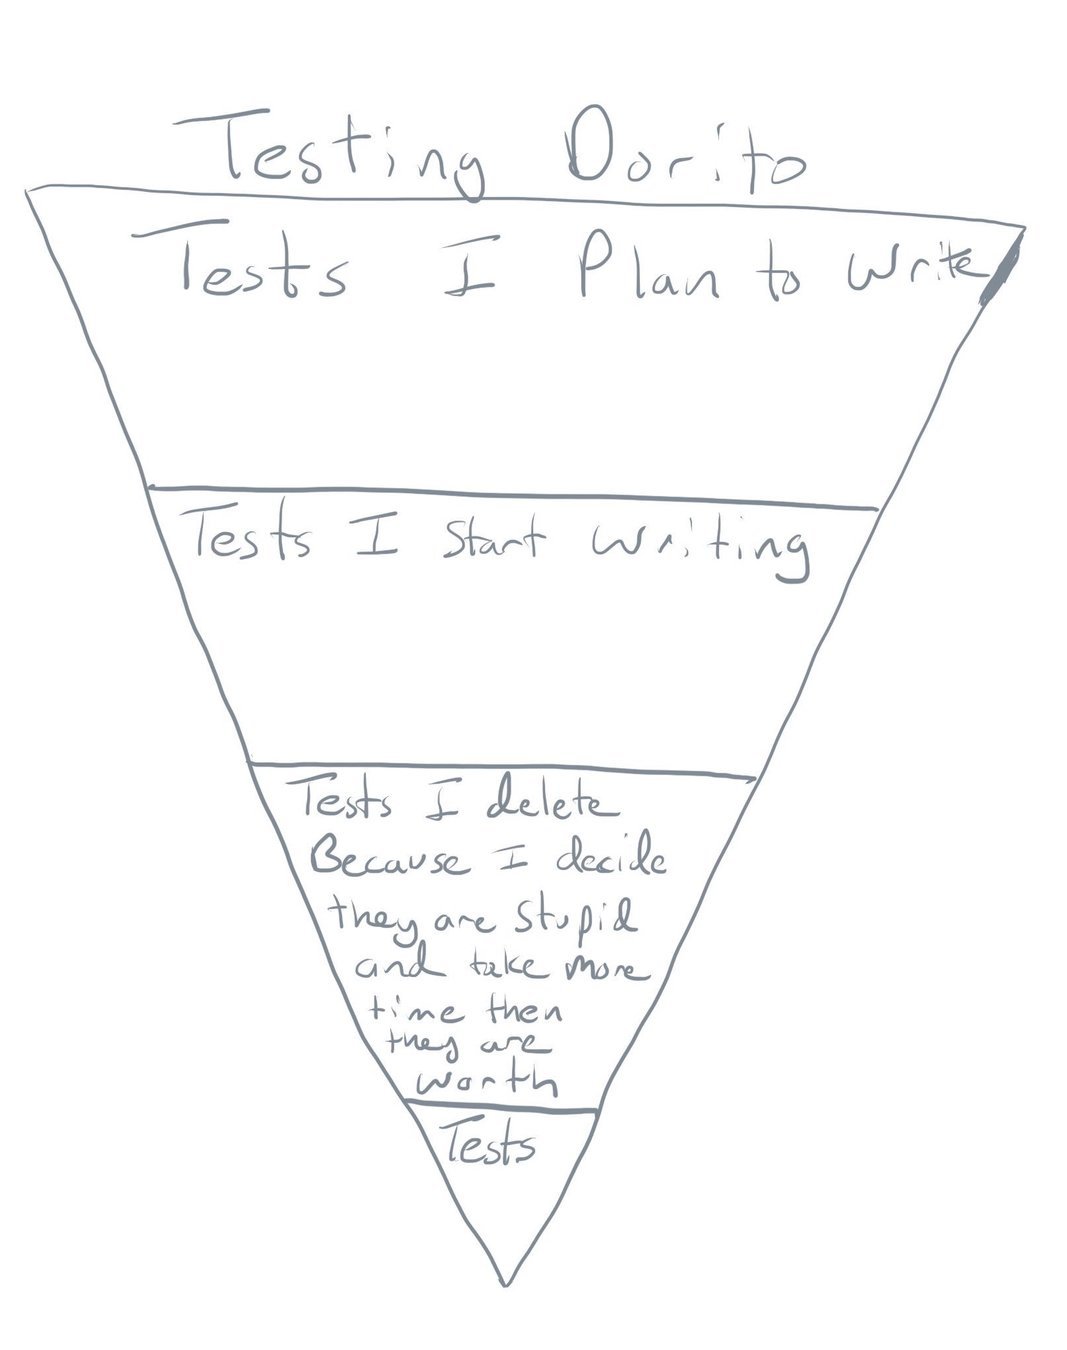 Testing Dorito
Tests I Plan to Write
Tests I Start Writing
Tests I delete
Because I decide
they are stupid
and take more
time then
they are
worth
Tests